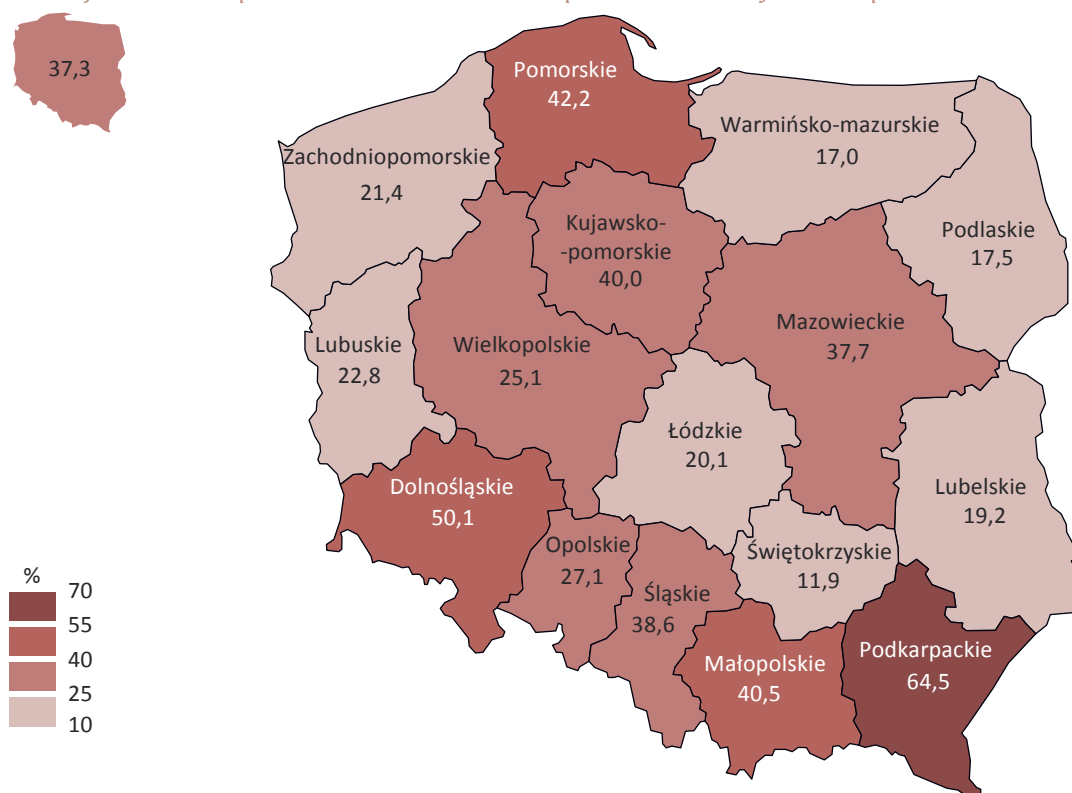 37,3
Pomorskie
42,2
Warmińsko-mazurskie
17,0
Zachodniopomorskie
21,4
Kujawsko-
-pomorskie
40,0
Podlaskie
17,5
Mazowieckie
37,7
Lubuskie
22,8
Wielkopolskie
25,1
Łódzkie
20,1
Dolnośląskie
50,1
Lubelskie
19,2
Opolskie
27,1
Świętokrzyskie
11,9
Śląskie
38,6
Małopolskie
40,5
Podkarpackie
64,5
%
70
55
40
25
10